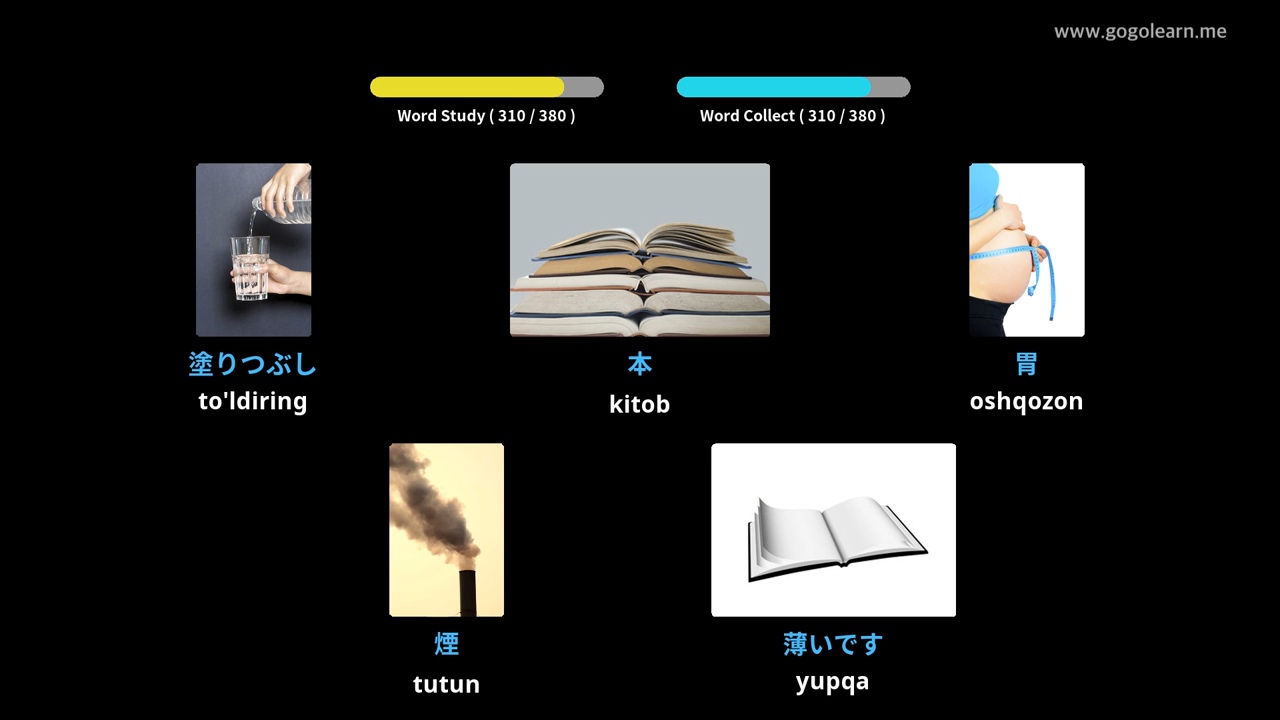 www.gogolearn.me
Word Study ( 310 / 380 )
Word Collect ( 310 / 380 )
塗りつぶし
to'ldiring
本
kitob
胃
oshqozon
煙
tutun
薄いです
yupqa